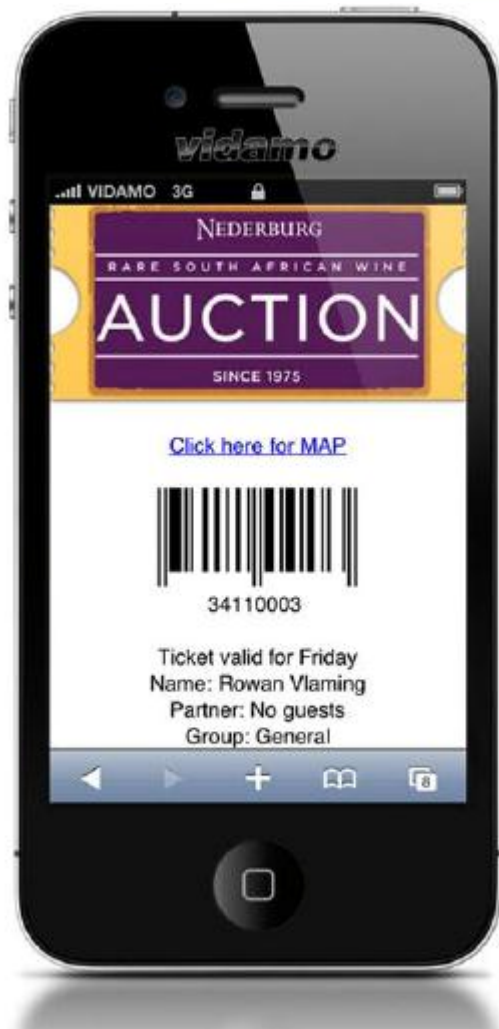 vidamo
VIDAMO 3G
NEDERBURG
RARE SOUTH AFRICAN WINE
AUCTION
SINCE 1975
Click here for MAP
34110003
Ticket valid for Friday
Name: Rowan Vlaming
Partner: No guests
Group: General
8